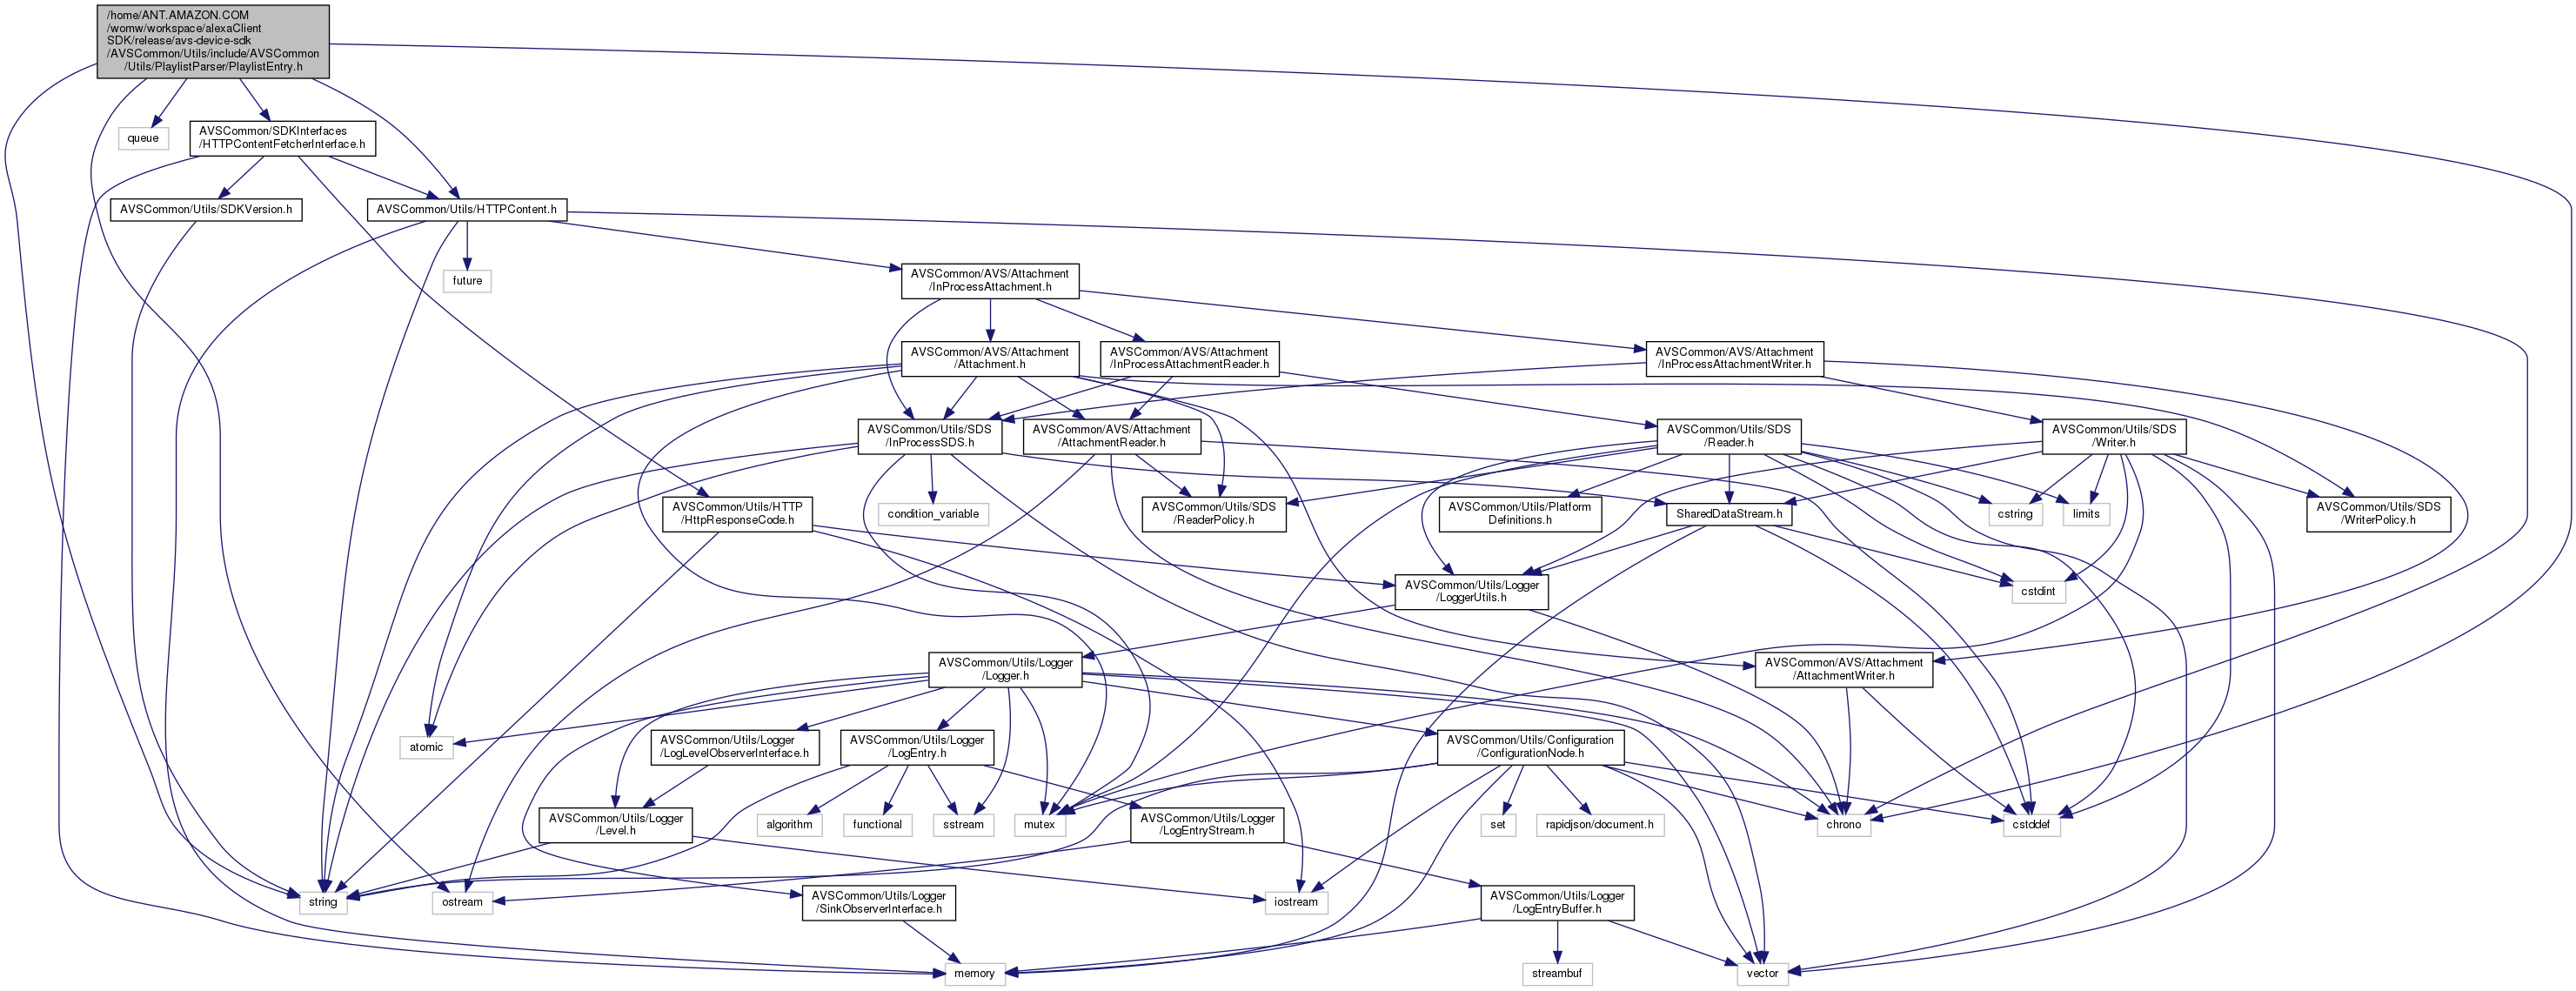 /home/ANT.AMAZON.COM
/womw/workspace/alexaClient
SDK/release/avs-device-sdk
/AVSCommon/Utils/include/AVSCommon
/Utils/PlaylistParser/PlaylistEntry.h
queue
AVSCommon/SDKInterfaces
/HTTPContentFetcherInterface.h
AVSCommon/Utils/SDKVersion.h
AVSCommon/Utils/HTTPContent.h
future
AVSCommon/AVS/Attachment
/InProcessAttachment.h
AVSCommon/AVS/Attachment
/Attachment.h
AVSCommon/AVS/Attachment
/InProcessAttachmentReader.h
AVSCommon/AVS/Attachment
/InProcessAttachmentWriter.h
AVSCommon/Utils/SDS
/InProcessSDS.h
AVSCommon/AVS/Attachment
/AttachmentReader.h
AVSCommon/Utils/SDS
/Reader.h
AVSCommon/Utils/SDS
/Writer.h
AVSCommon/Utils/HTTP
/HttpResponseCode.h
condition_variable
AVSCommon/Utils/SDS
/ReaderPolicy.h
AVSCommon/Utils/Platform
Definitions.h
SharedDataStream.h
cstring
limits
AVSCommon/Utils/SDS
/WriterPolicy.h
AVSCommon/Utils/Logger
/LoggerUtils.h
cstdint
AVSCommon/Utils/Logger
/Logger.h
AVSCommon/AVS/Attachment
/AttachmentWriter.h
atomic
AVSCommon/Utils/Logger
/LogLevelObserverInterface.h
AVSCommon/Utils/Logger
/LogEntry.h
AVSCommon/Utils/Configuration
/ConfigurationNode.h
AVSCommon/Utils/Logger
/Level.h
algorithm
functional
sstream
mutex
AVSCommon/Utils/Logger
/LogEntryStream.h
set
rapidjson/document.h
chrono
cstddef
string
ostream
AVSCommon/Utils/Logger
/SinkObserverInterface.h
iostream
AVSCommon/Utils/Logger
/LogEntryBuffer.h
memory
streambuf
vector